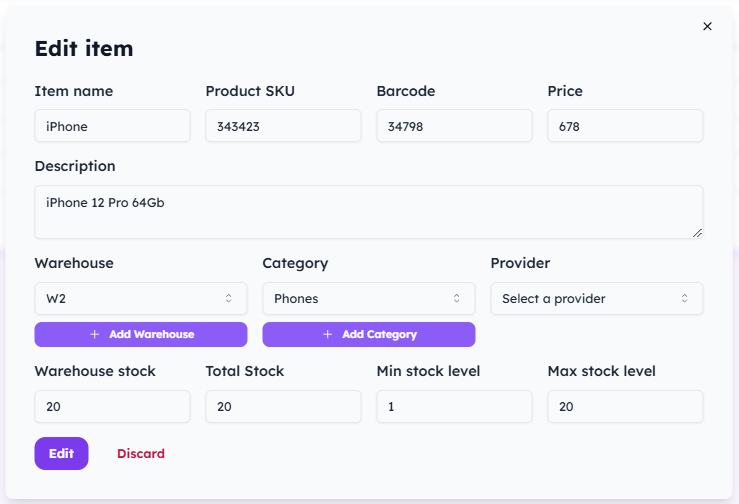 Edit item
Item name Product SKU Barcode Price
iPhone 343423 34798 678
Description
iPhone 12 Pro 64Gb
Warehouse Category Provider
W2 Phones Select a provider
+ Add Warehouse + Add Category
Warehouse stock Total Stock Min stock level Max stock level
20 20 1 20
Edit Discard